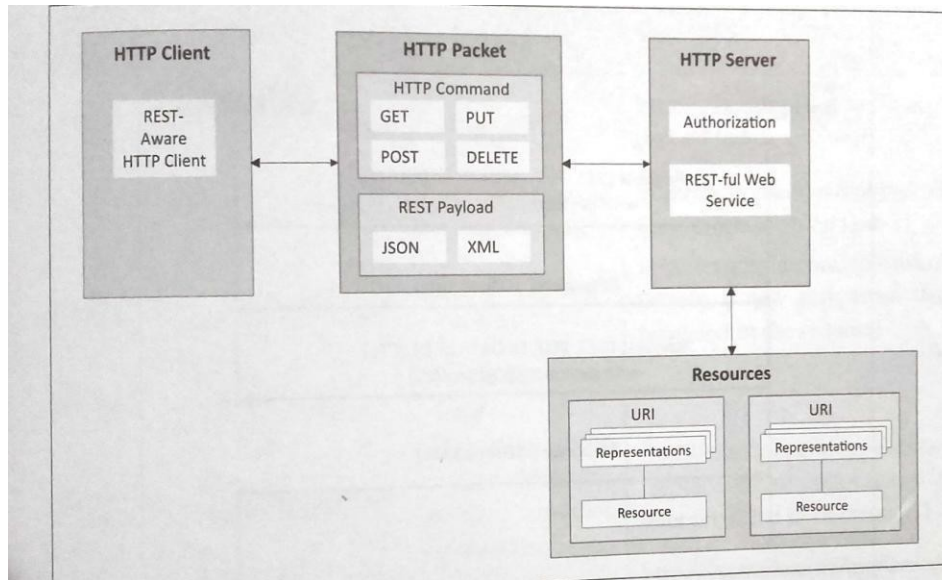 HTTP Client
REST-
Aware
HTTP Client
HTTP Packet
HTTP Command
GET
PUT
POST
DELETE
REST Payload
JSON
XML
HTTP Server
Authorization
REST-ful Web
Service
Resources
URI
Representations
Resource
URI
Representations
Resource